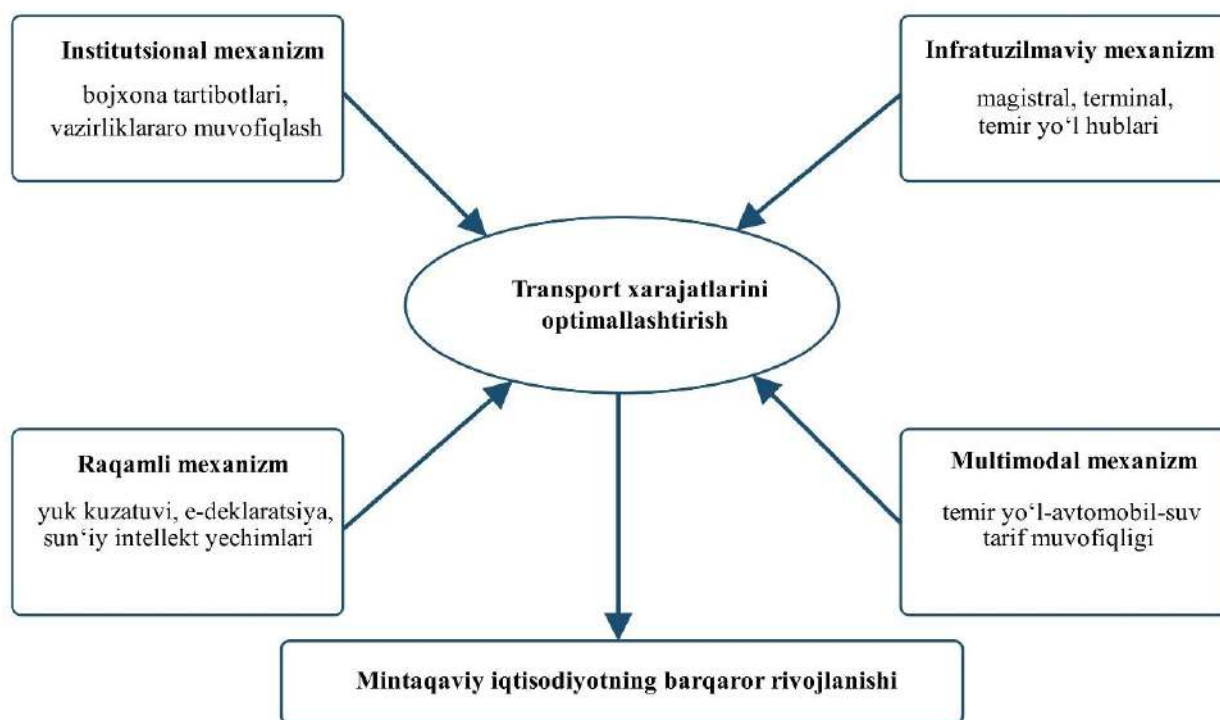 Institutsional mexanizm
bojxona tartibotlari,
vazirliklararo muvofiqlash
Infratuzilmaviy mexanizm
magistral, terminal,
temir yo‘l hublari
Transport xarajatlarini
optimallashtirish
Raqamli mexanizm
yuk kuzatuvi, e-deklaratsiya,
sun‘iy intellekt yechimlari
Multimodal mexanizm
temir yo‘l-avtomobil-suv
tarif muvofiqligi
Mintaqaviy iqtisodiyotning barqaror rivojlanishi